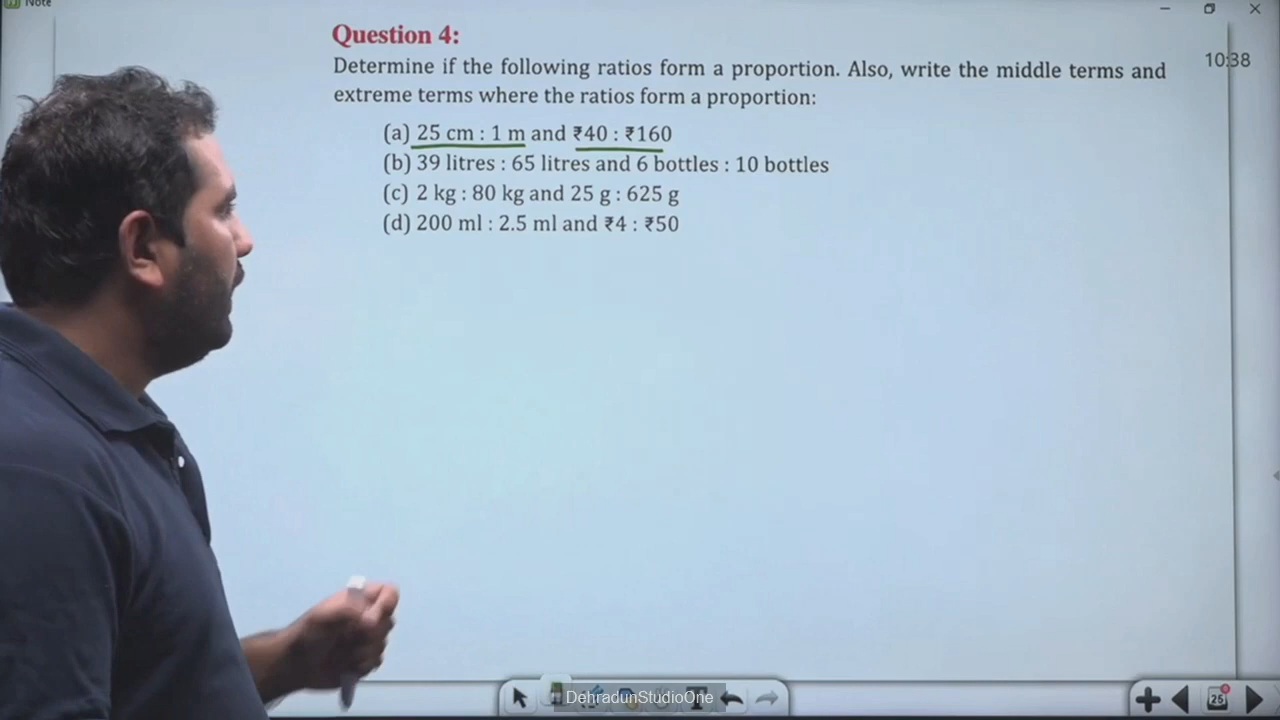 Note
Question 4:
10:38
Determine if the following ratios form a proportion. Also, write the middle terms and
extreme terms where the ratios form a proportion:
(a) 25 cm : 1 m and ₹40 : ₹160
(b) 39 litres : 65 litres and 6 bottles : 10 bottles
(c) 2 kg : 80 kg and 25 g : 625 g
(d) 200 ml : 2.5 ml and ₹4 : ₹50
DehradunStudioOne
25